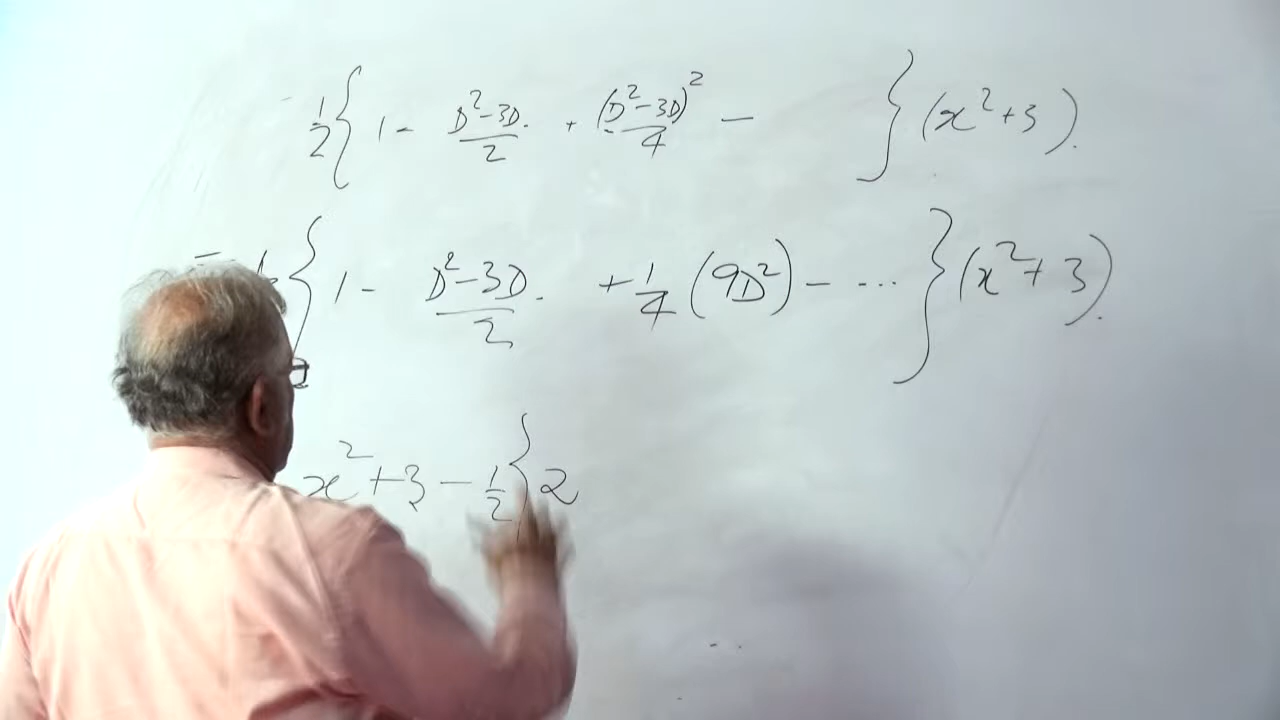 1/2 { 1 - (D²-3D)/2 + (D²-3D)²/4 - } (x²+3).
= { 1 - (D²-3D)/2 + 1/4 (9D²) - ... } (x²+3).
x²+3 - 1/2 { 2